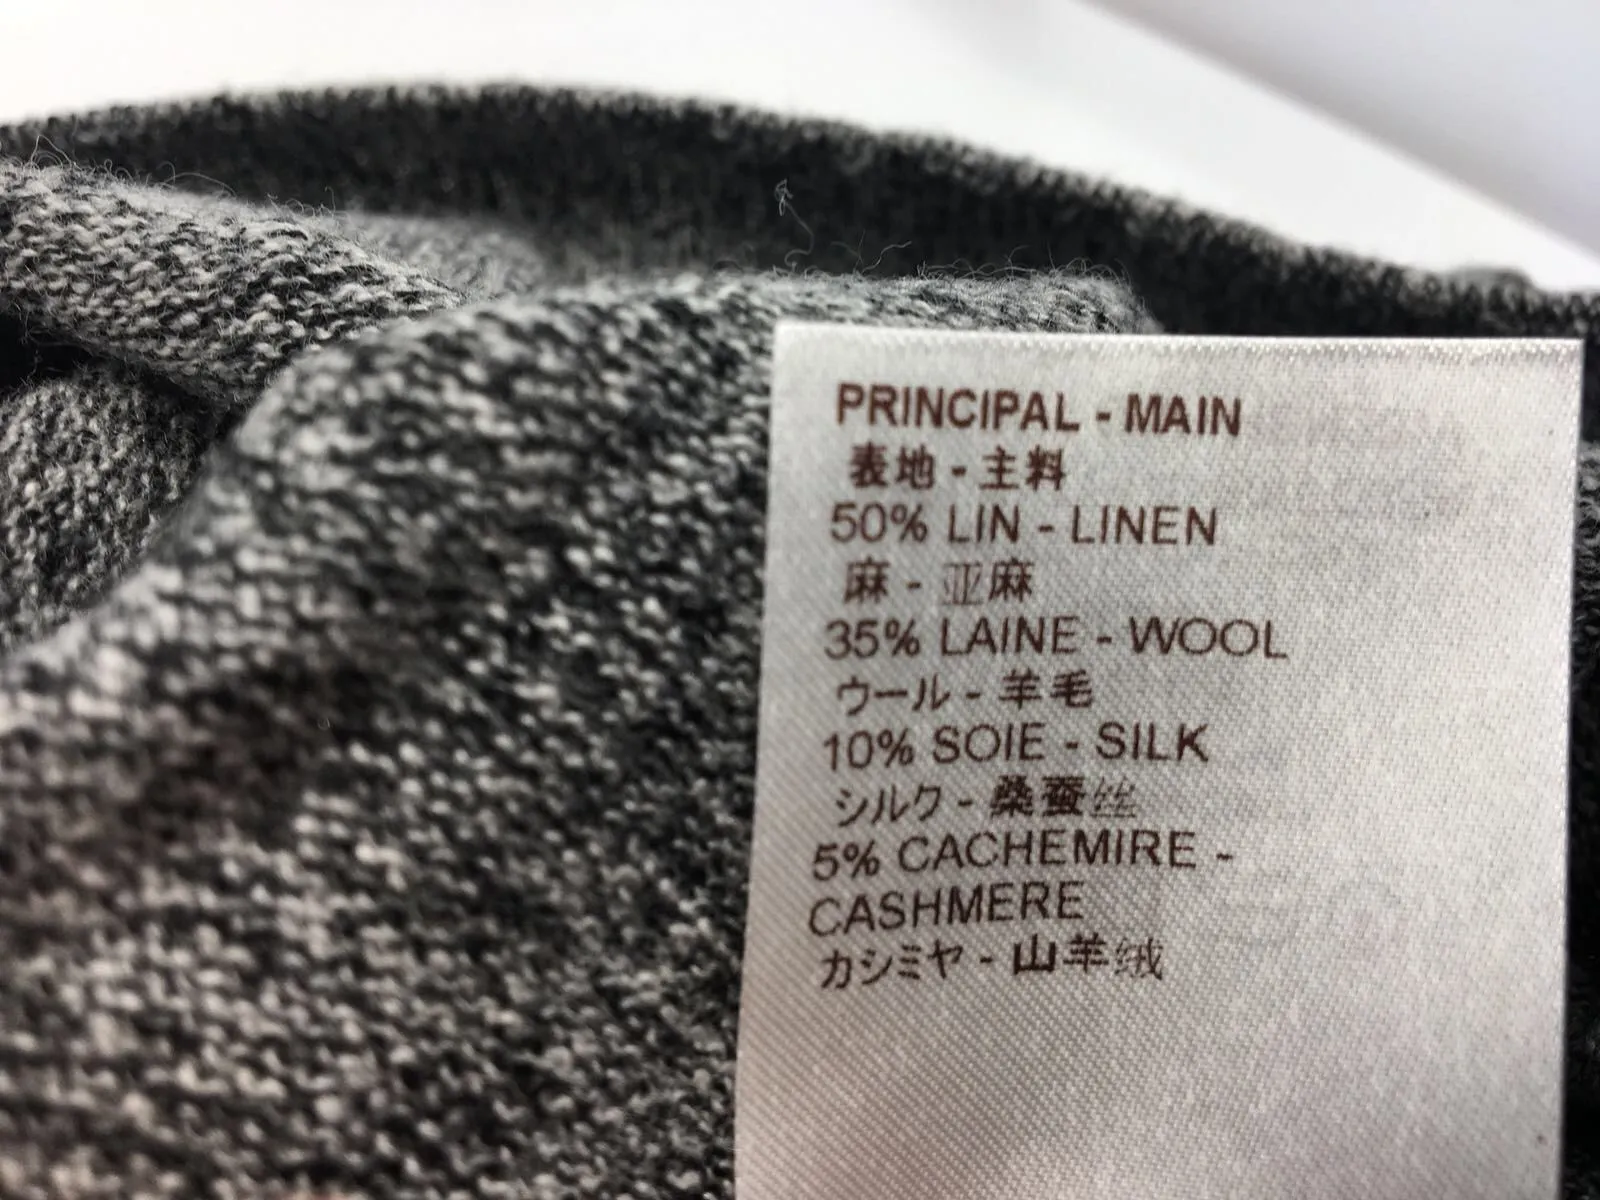 PRINCIPAL - MAIN
表地 - 主料
50% LIN - LINEN
麻 - 亚麻
35% LAINE - WOOL
ウール - 羊毛
10% SOIE - SILK
シルク - 桑蚕丝
5% CACHEMIRE -
CASHMERE
カシミヤ - 山羊绒